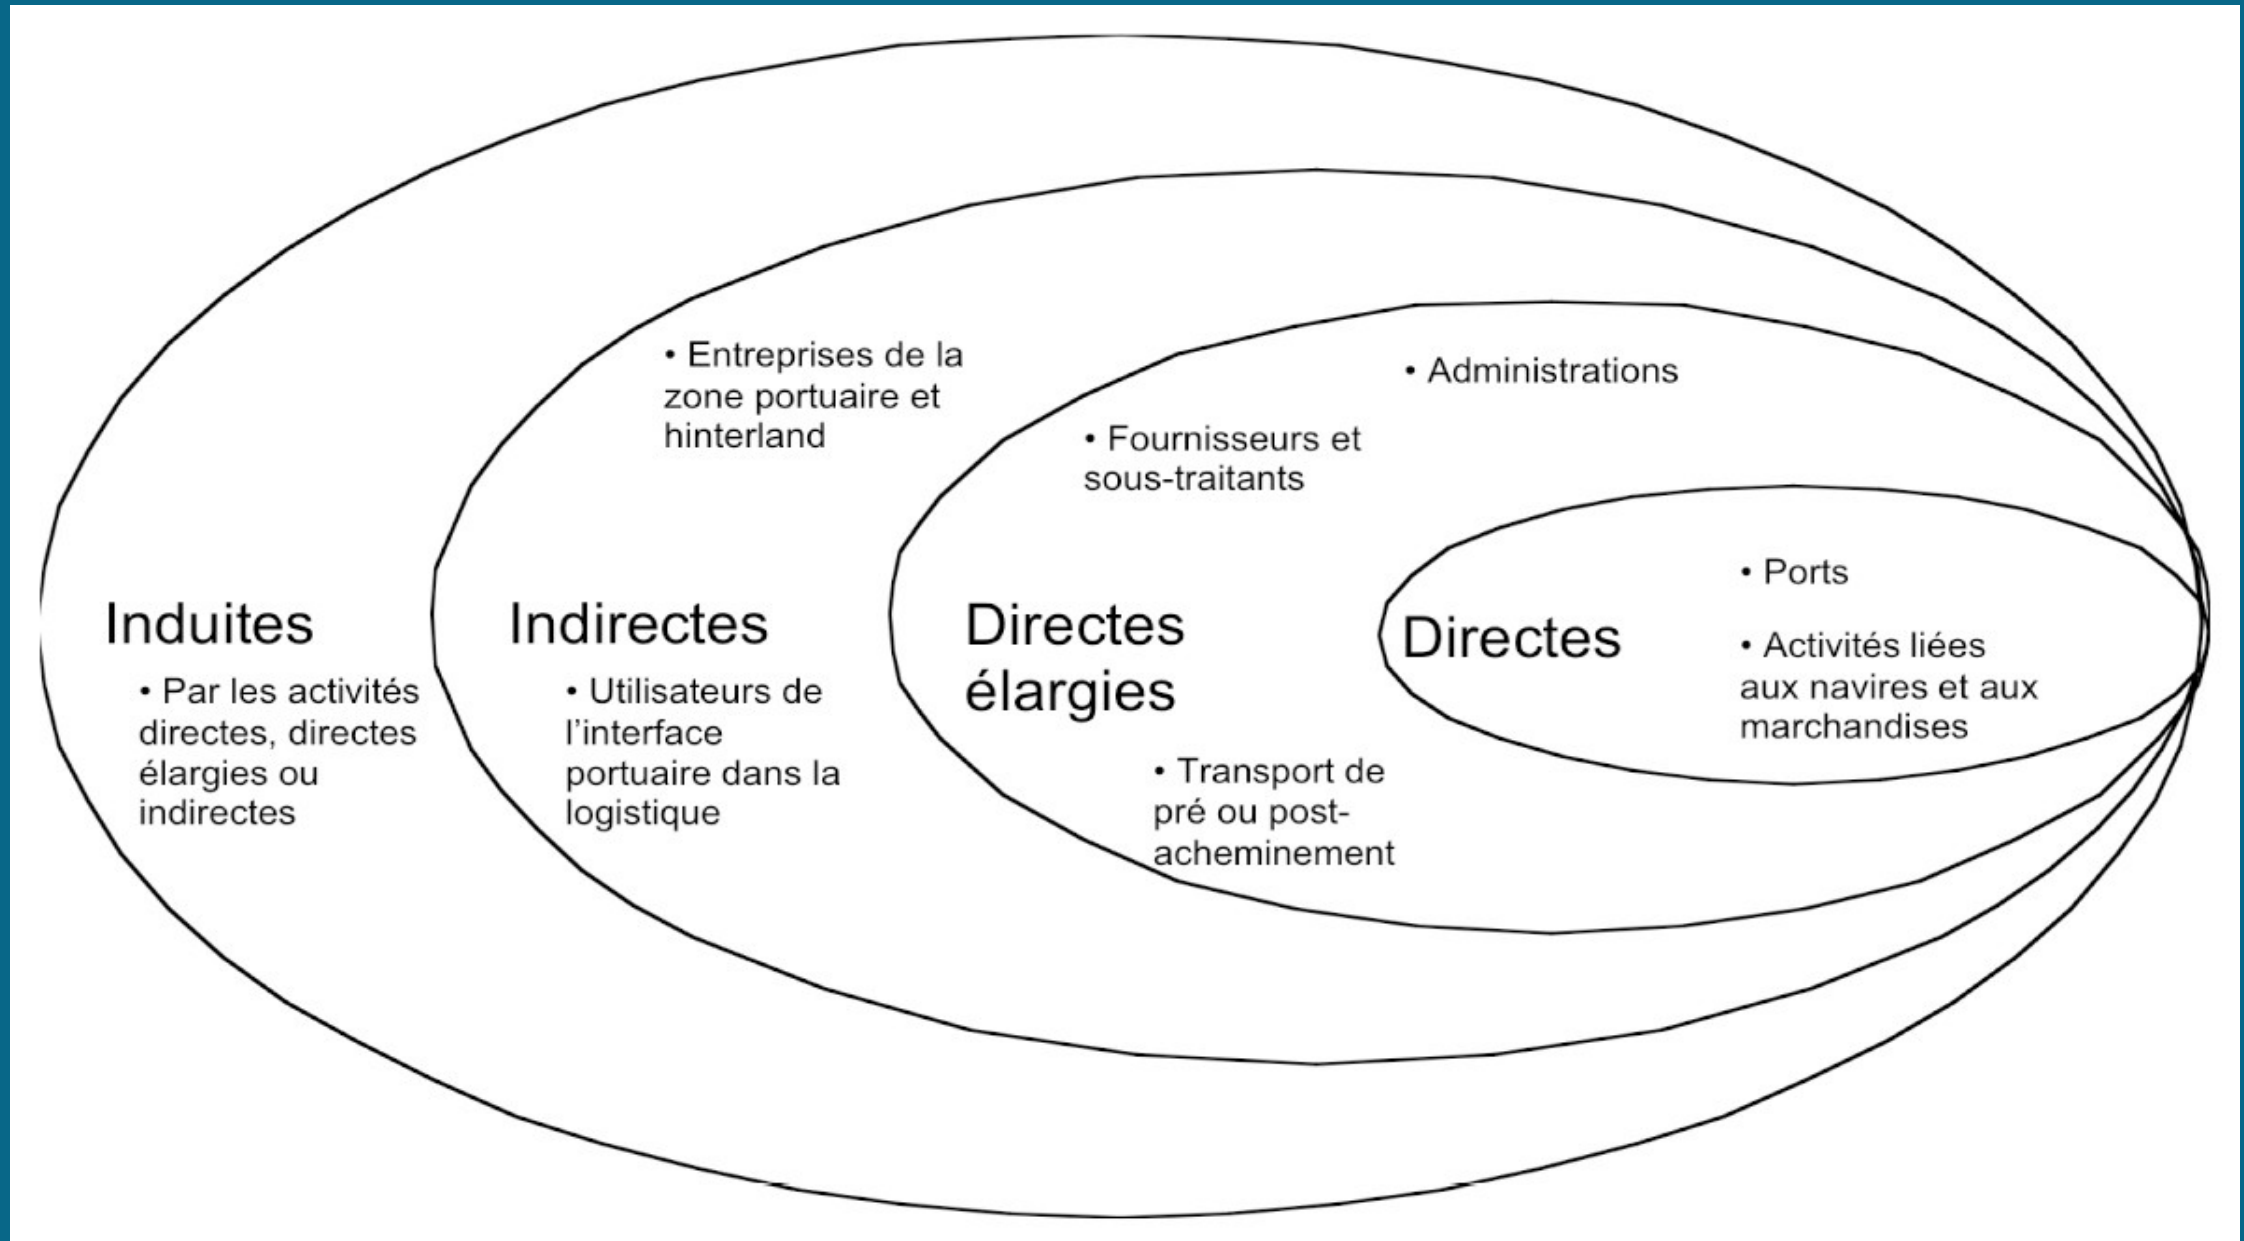 • Entreprises de la
zone portuaire et
hinterland
• Administrations
• Fournisseurs et
sous-traitants
Induites
• Par les activités
directes, directes
élargies ou
indirectes
Indirectes
• Utilisateurs de
l’interface
portuaire dans la
logistique
Directes
élargies
• Transport de
pré ou post-
acheminement
Directes
• Ports
• Activités liées
aux navires et aux
marchandises